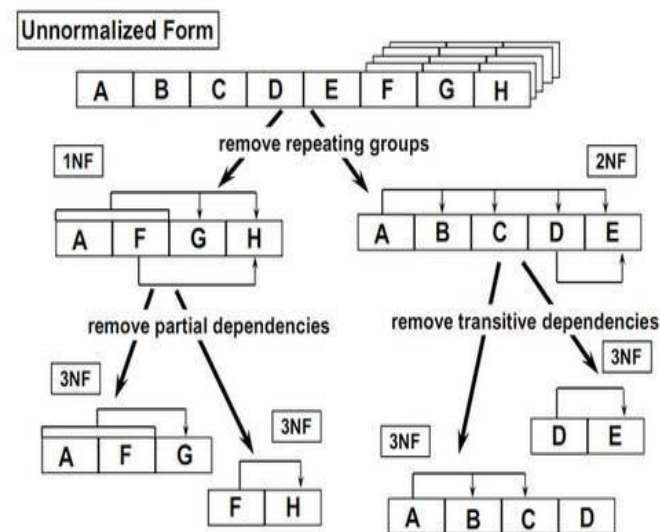 Unnormalized Form
A B C D E F G H
remove repeating groups
1NF
2NF
A F G H
A B C D E
remove partial dependencies
remove transitive dependencies
3NF
3NF
A F G
3NF
F H
3NF
D E
A B C D